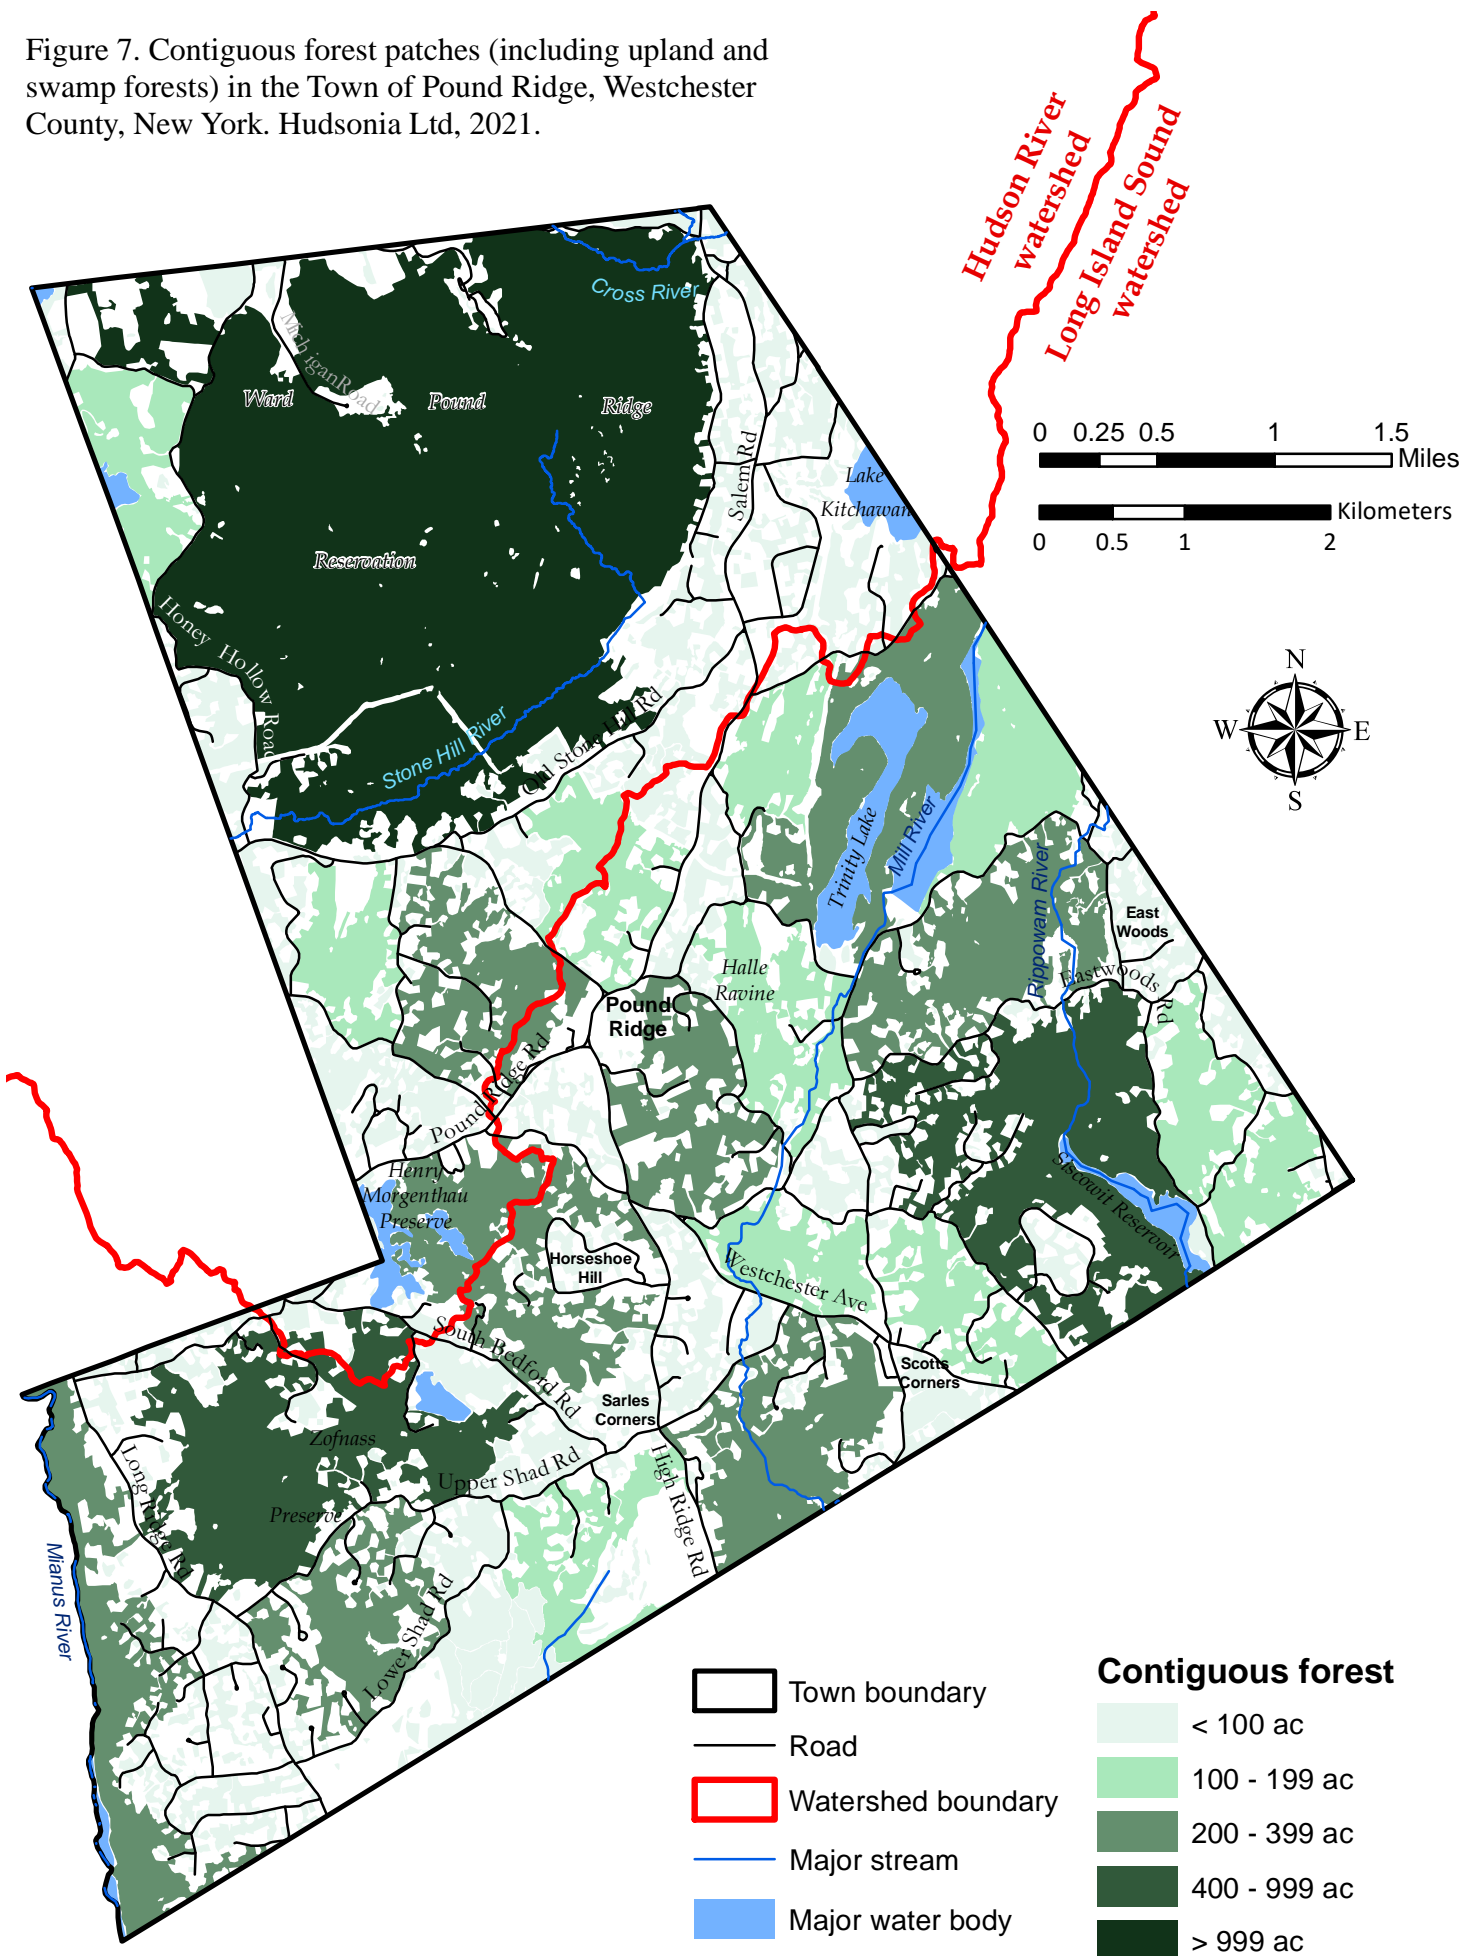 Figure 7. Contiguous forest patches (including upland and
swamp forests) in the Town of Pound Ridge, Westchester
County, New York. Hudsonia Ltd, 2021.
Hudson River
watershed
Long Island Sound
watershed
Cross River
Michigan Road
Ward Pound Ridge
Reservation
Salem Rd
Lake
Kitchawan
0 0.25 0.5 1 1.5
Miles
Kilometers
0 0.5 1 2
N
W E
S
Honey Hollow Road
Stone Hill River
Old Stone Hill Rd
Trinity Lake
Mill River
Rippowam River
East
Woods
Eastwoods Rd
Halle
Ravine
Pound
Ridge
Pound Ridge Rd
Henry
Morgenthau
Preserve
Siscowit Reservoir
Horseshoe
Hill
Westchester Ave
South Bedford Rd
Scotts
Corners
Sarles
Corners
Zofnass
Preserve
Upper Shad Rd
High Ridge Rd
Long Ridge Rd
Lower Shad Rd
Mianus River
Town boundary
Road
Watershed boundary
Major stream
Major water body
Contiguous forest
< 100 ac
100 - 199 ac
200 - 399 ac
400 - 999 ac
> 999 ac